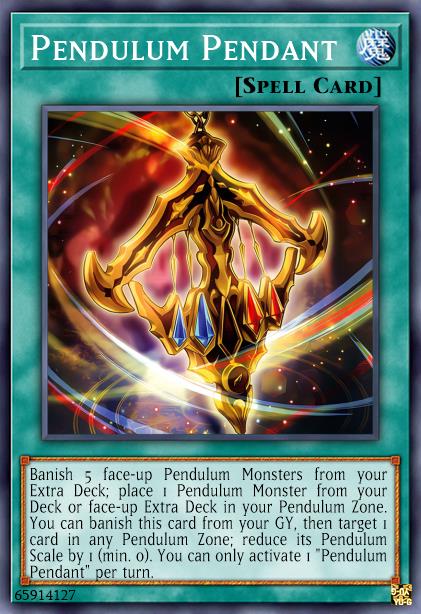 Pendulum Pendant
[Spell Card]
Banish 5 face-up Pendulum Monsters from your
Extra Deck; place 1 Pendulum Monster from your
Deck or face-up Extra Deck in your Pendulum Zone.
You can banish this card from your GY, then target 1
card in any Pendulum Zone; reduce its Pendulum
Scale by 1 (min. 0). You can only activate 1 "Pendulum
Pendant" per turn.
65914127